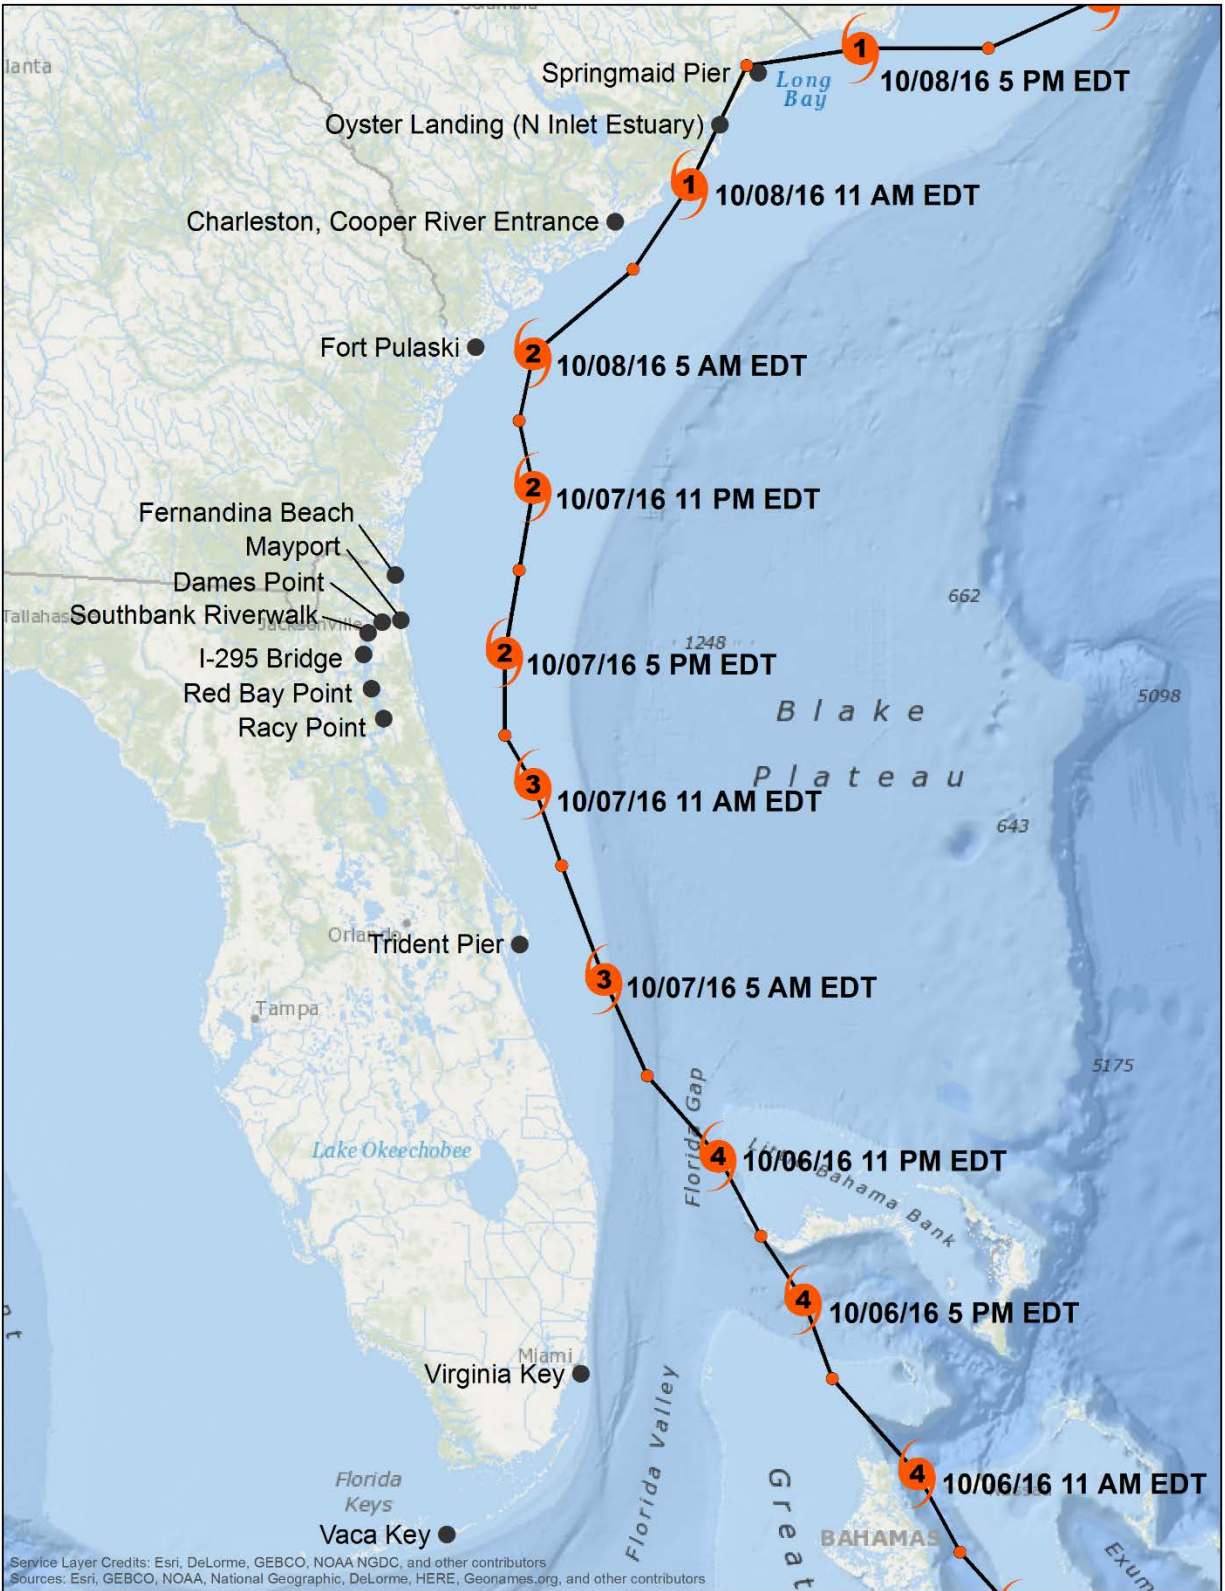 Columbia
lanta
1
Springmaid Pier
Long
Bay
10/08/16 5 PM EDT
Oyster Landing (N Inlet Estuary)
1
10/08/16 11 AM EDT
Charleston, Cooper River Entrance
Fort Pulaski
2
10/08/16 5 AM EDT
2
10/07/16 11 PM EDT
Fernandina Beach
Mayport
Dames Point
662
Tallahas
Southbank Riverwalk
Jacksonville
1248
2
10/07/16 5 PM EDT
I-295 Bridge
Red Bay Point
5098
Racy Point
Blake
Plateau
3
10/07/16 11 AM EDT
643
Orlando
Trident Pier
3
10/07/16 5 AM EDT
Tampa
5175
Florida Gap
Lake Okeechobee
4
10/06/16 11 PM EDT
Little Bahama Bank
4
10/06/16 5 PM EDT
Miami
Virginia Key
Florida Valley
4
10/06/16 11 AM EDT
Florida
Keys
Great
Vaca Key
BAHAMAS
Exum
Service Layer Credits: Esri, DeLorme, GEBCO, NOAA NGDC, and other contributors
Sources: Esri, GEBCO, NOAA, National Geographic, DeLorme, HERE, Geonames.org, and other contributors